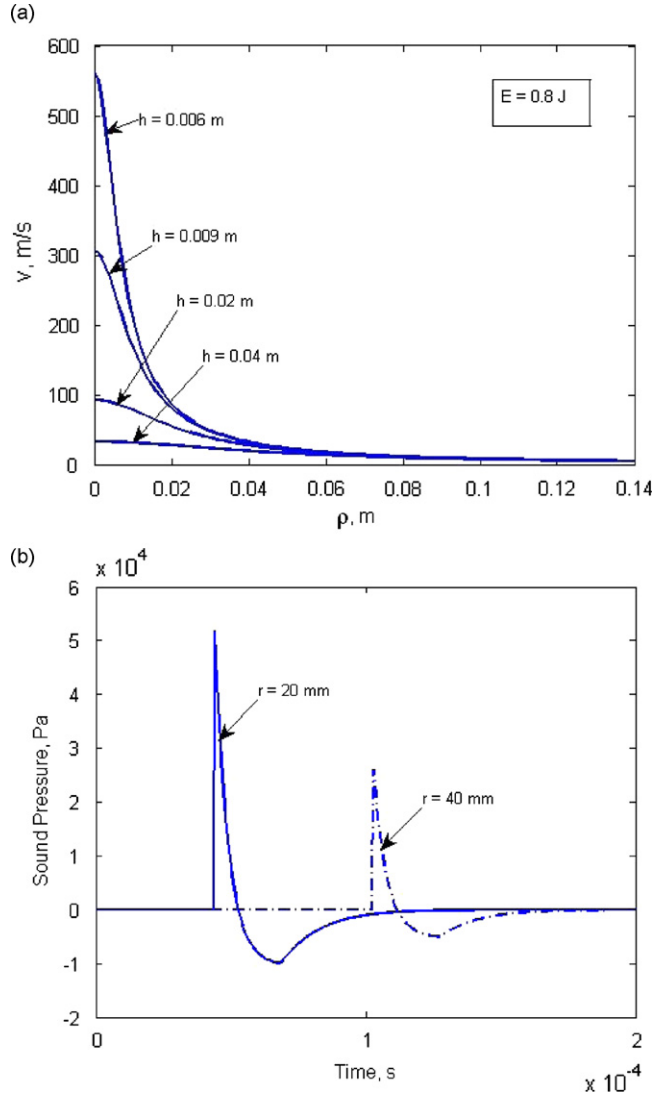 (a)
600
500
400
300
200
100
0
V, m/s
E = 0.8 J
h = 0.006 m
h = 0.009 m
h = 0.02 m
h = 0.04 m
0 0.02 0.04 0.06 0.08 0.1 0.12 0.14
ρ, m
(b)
x 10⁴
6
5
4
3
2
1
0
-1
-2
Sound Pressure, Pa
r = 20 mm
r = 40 mm
0 1 2
Time, s
x 10⁻⁴